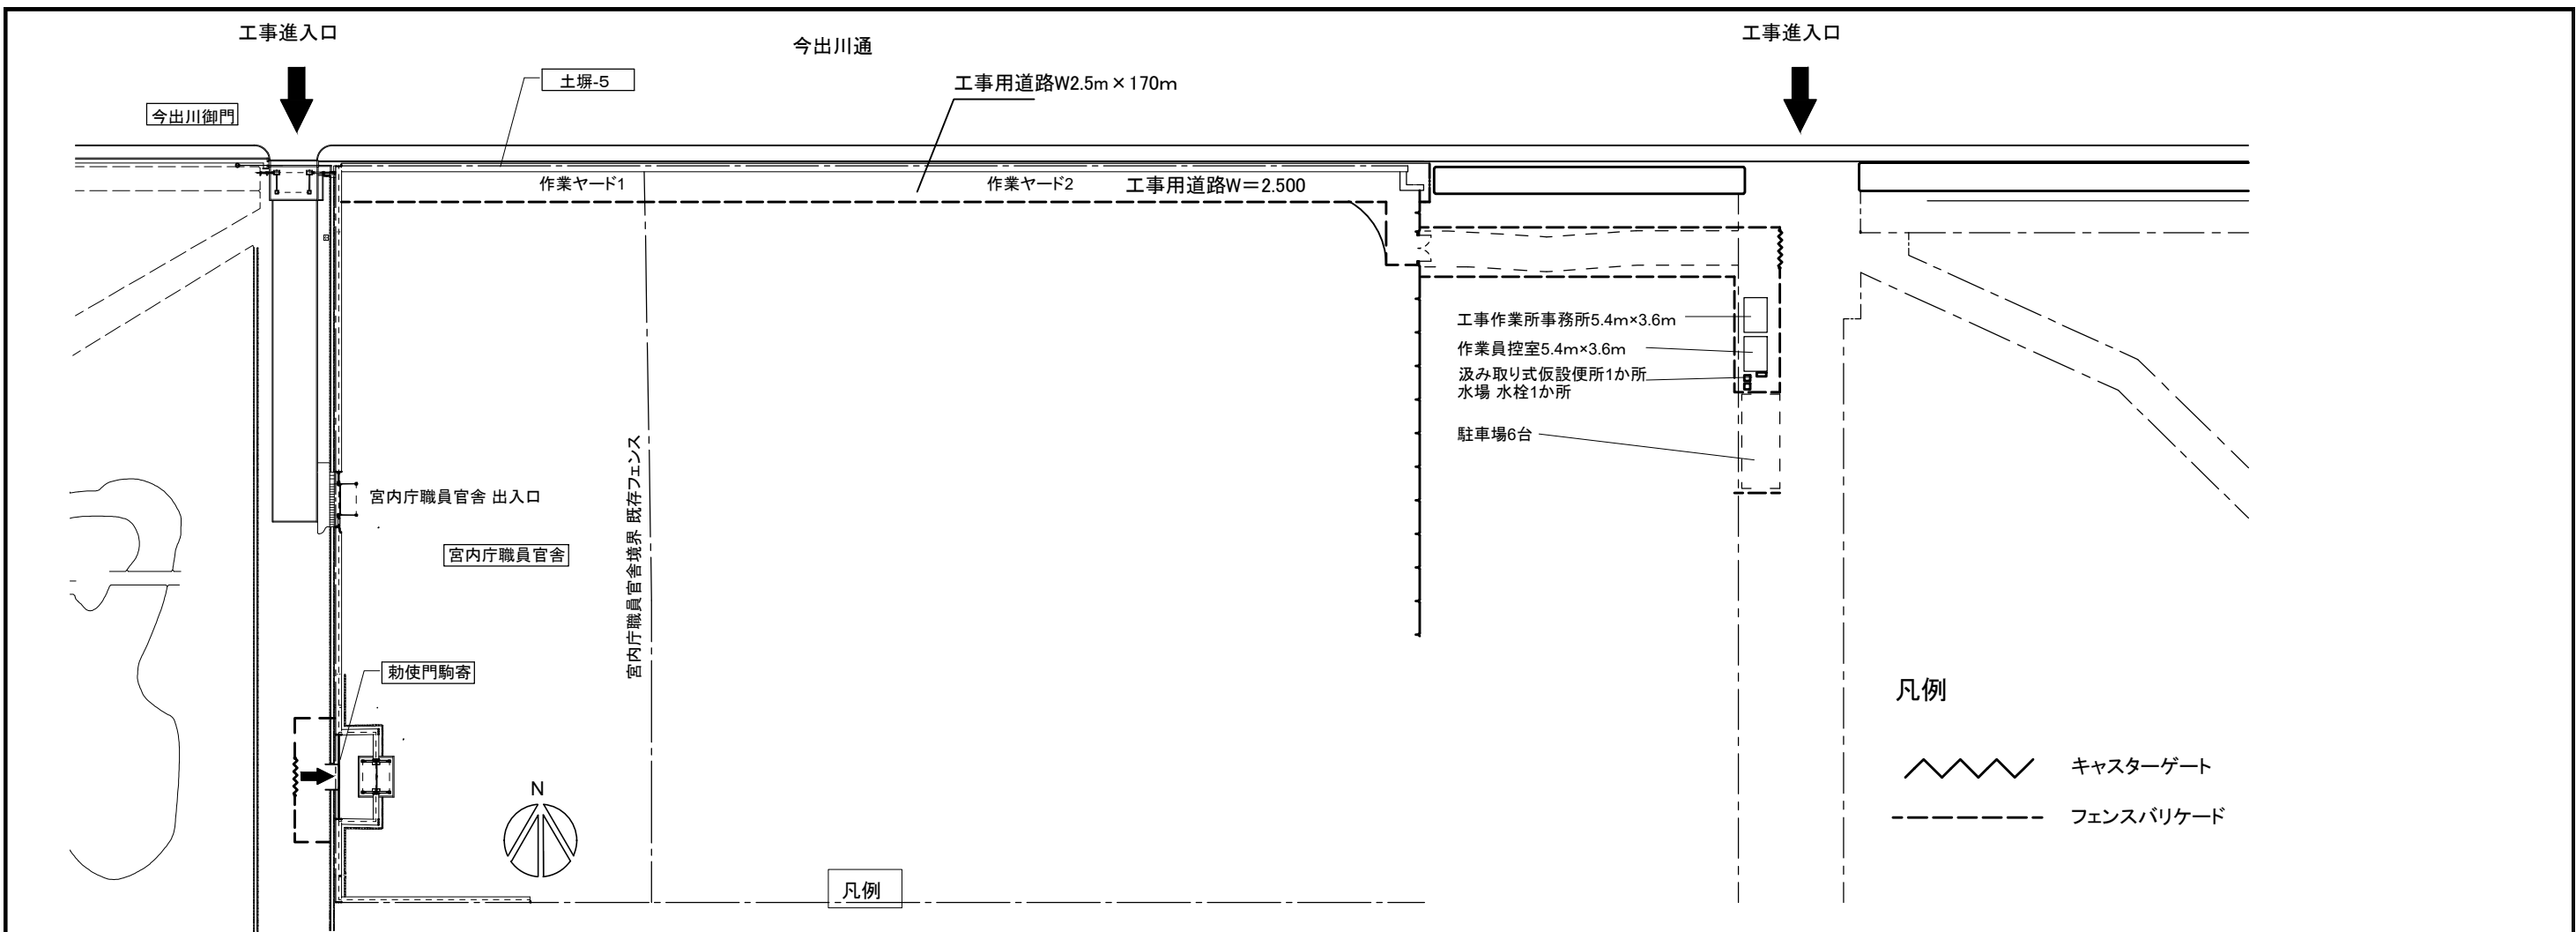 工事進入口
今出川通
工事進入口
土塀-5
工事用道路W2.5m×170m
今出川御門
作業ヤード1
作業ヤード2
工事用道路W=2.500
工事作業所事務所5.4m×3.6m
作業員控室5.4m×3.6m
汲み取り式仮設便所1か所
水場 水栓1か所
駐車場6台
宮内庁職員官舎境界 既存フェンス
宮内庁職員官舎 出入口
宮内庁職員官舎
勅使門駒寄
凡例
キャスターゲート
フェンスバリケード
N
凡例